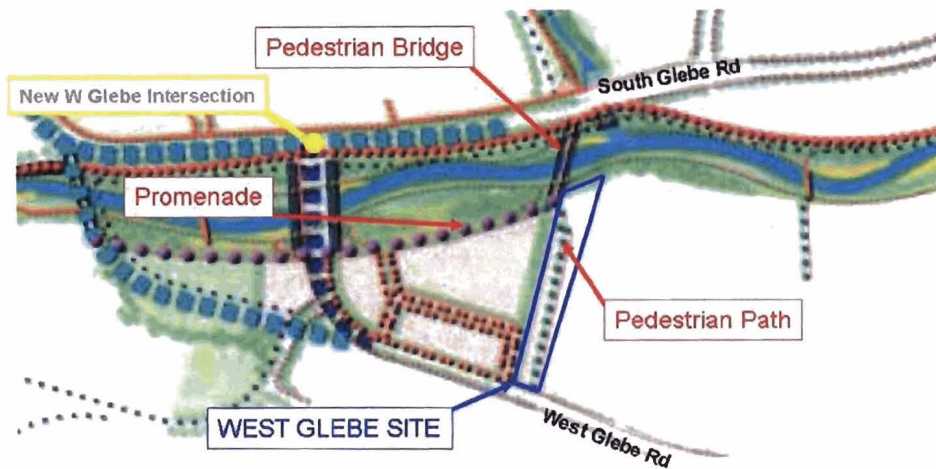 Pedestrian Bridge
South Glebe Rd
New W Glebe Intersection
Promenade
Pedestrian Path
WEST GLEBE SITE
West Glebe Rd